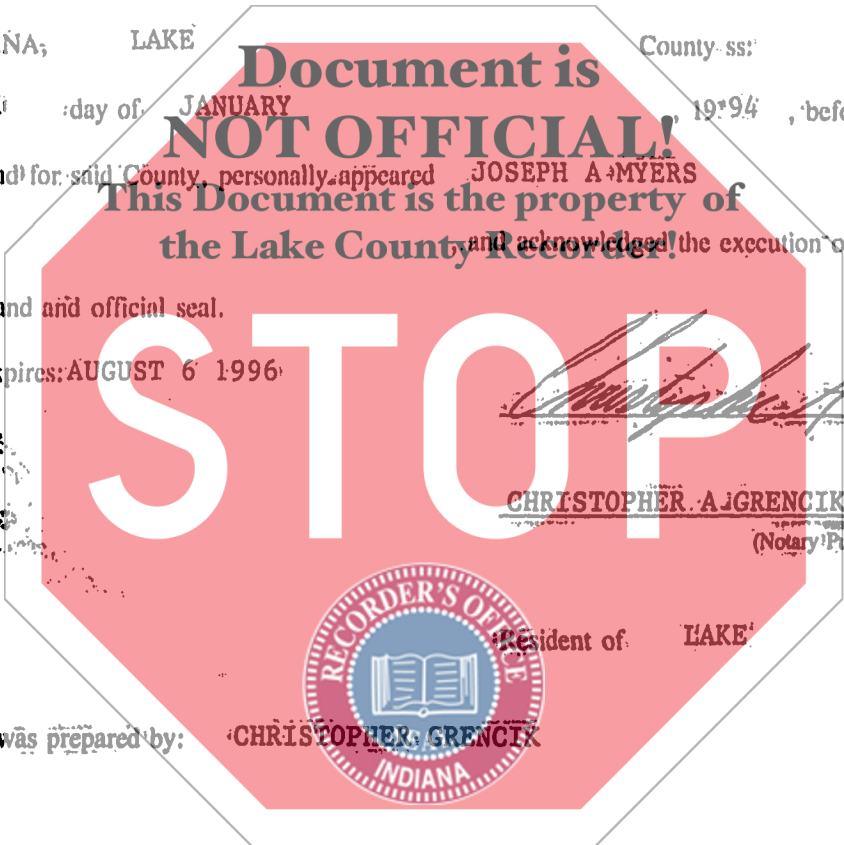 NA; LAKE County ss:
Document is
day of JANUARY , 19 94 , befo
NOT OFFICIAL!
d for said County, personally appeared JOSEPH A MYERS
This Document is the property of
, and acknowledged the execution o
the Lake County Recorder!
nd and official seal.
pires: AUGUST 6 1996
STOP
CHRISTOPHER A GRENCIK
(Notary Pu
RECORDER'S OFFICE
Resident of LAKE
was prepared by: CHRISTOPHER GRENCIK
INDIANA